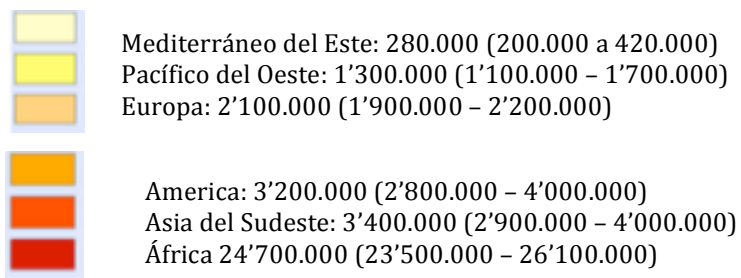 Mediterráneo del Este: 280.000 (200.000 a 420.000)
Pacífico del Oeste: 1’300.000 (1’100.000 – 1’700.000)
Europa: 2’100.000 (1’900.000 – 2’200.000)
America: 3’200.000 (2’800.000 – 4’000.000)
Asia del Sudeste: 3’400.000 (2’900.000 – 4’000.000)
África 24’700.000 (23’500.000 – 26’100.000)